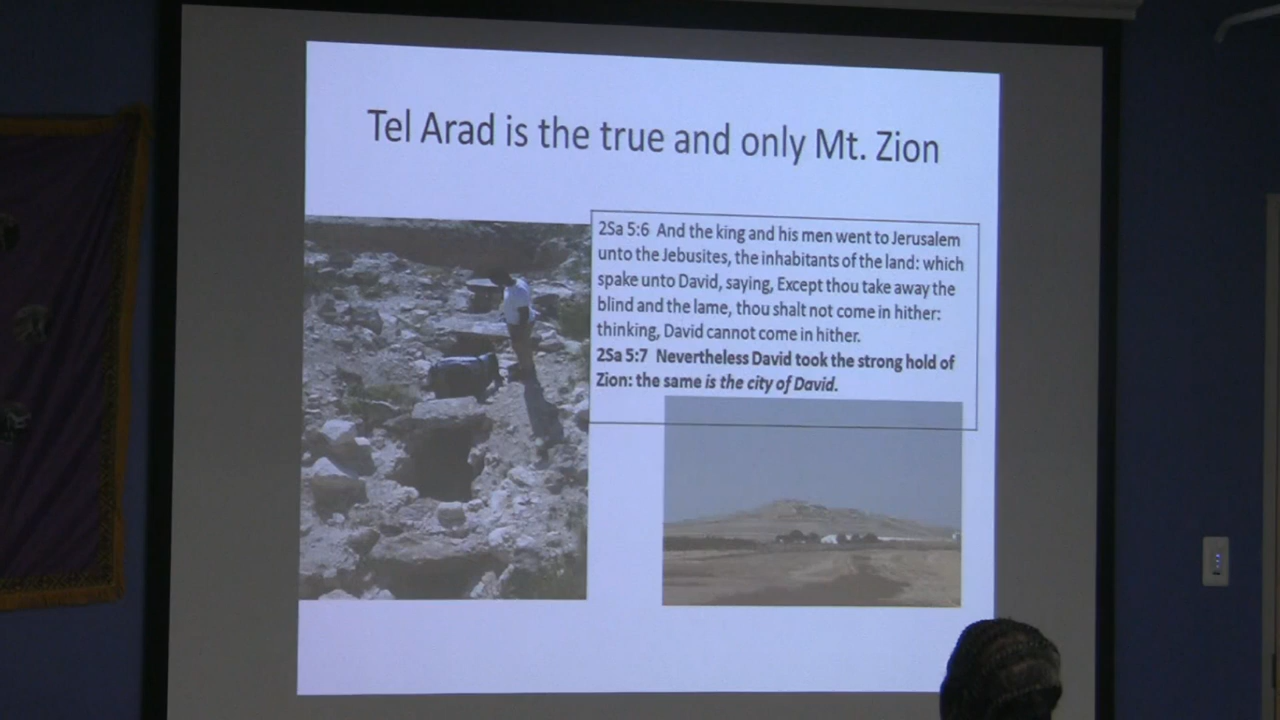 Tel Arad is the true and only Mt. Zion
2Sa 5:6 And the king and his men went to Jerusalem
unto the Jebusites, the inhabitants of the land: which
spake unto David, saying, Except thou take away the
blind and the lame, thou shalt not come in hither:
thinking, David cannot come in hither.
2Sa 5:7 Nevertheless David took the strong hold of
Zion: the same is the city of David.